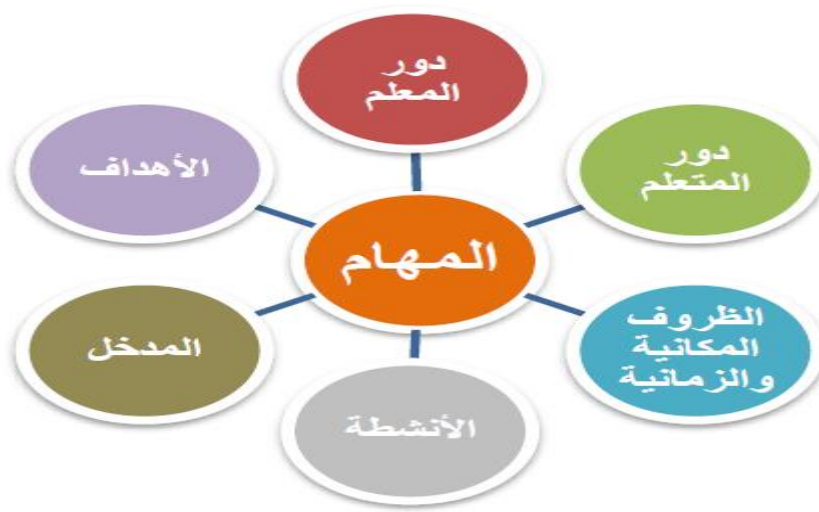 دور
المعلم
دور
المتعلم
الأهداف
المهام
الظروف
المكانية
والزمانية
المدخل
الأنشطة